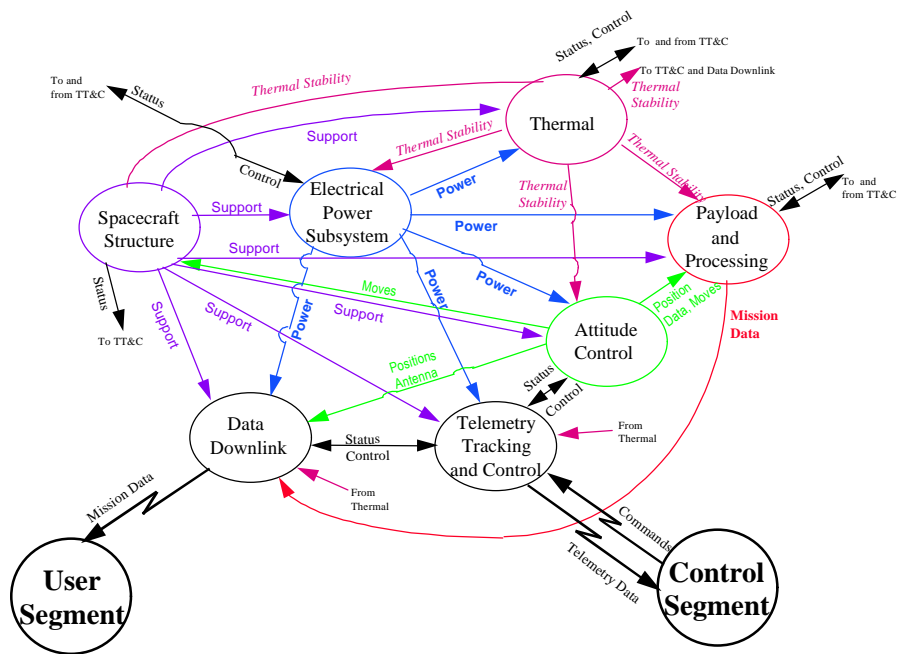 Status, Control
To and from TT&C
To TT&C and Data Downlink
Thermal
Stability
Thermal Stability
To and
from TT&C
Status
Control
Support
Thermal Stability
Thermal
Thermal Stability
Status, Control
To and
from TT&C
Electrical
Power
Subsystem
Power
Thermal
Stability
Spacecraft
Structure
Support
Power
Payload
and
Processing
Support
Status
To TT&C
Moves
Power
Position
Data, Moves
Support
Support
Power
Support
Power
Attitude
Control
Mission
Data
Positions
Antenna
Status
Control
Data
Downlink
Status
Control
Telemetry
Tracking
and Control
From
Thermal
From
Thermal
Mission Data
Commands
Telemetry Data
User
Segment
Control
Segment